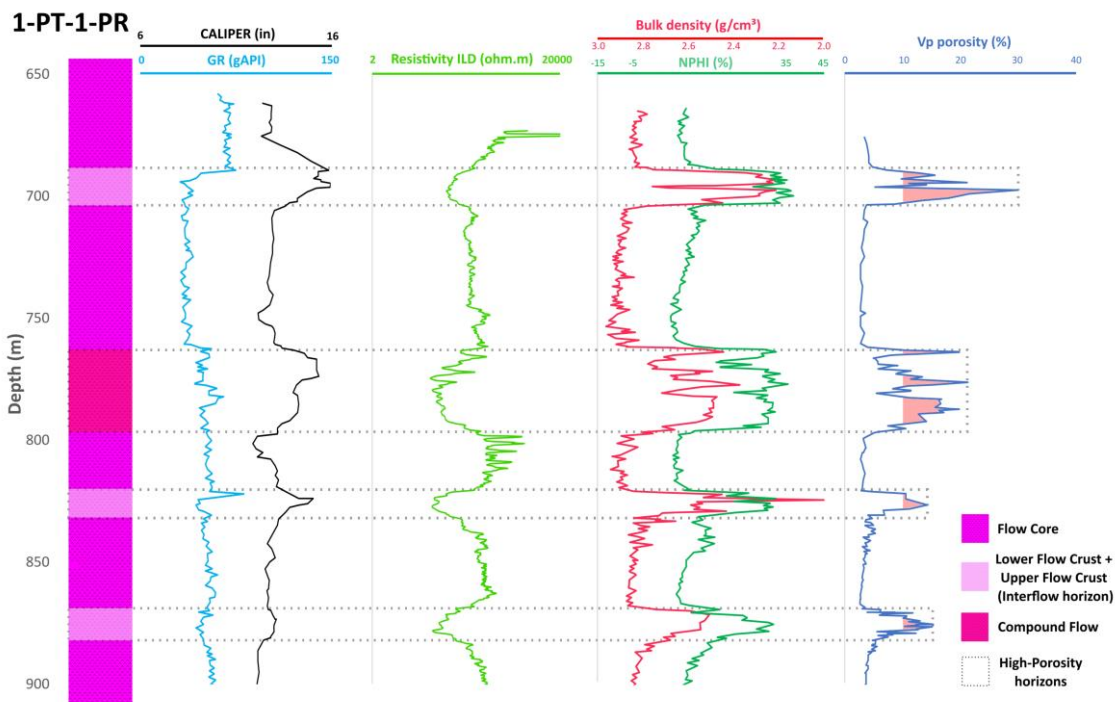 1-PT-1-PR
6 CALIPER (in) 16
0 GR (gAPI) 150
Resistivity ILD (ohm.m)
2 20000
Bulk density (g/cm³)
3.0 2.8 2.6 2.4 2.2 2.0
NPHI (%)
-15 -5 35 45
Vp porosity (%)
0 10 20 30 40
Depth (m)
650
700
750
800
850
900
Flow Core
Lower Flow Crust +
Upper Flow Crust
(Interflow horizon)
Compound Flow
High-Porosity
horizons